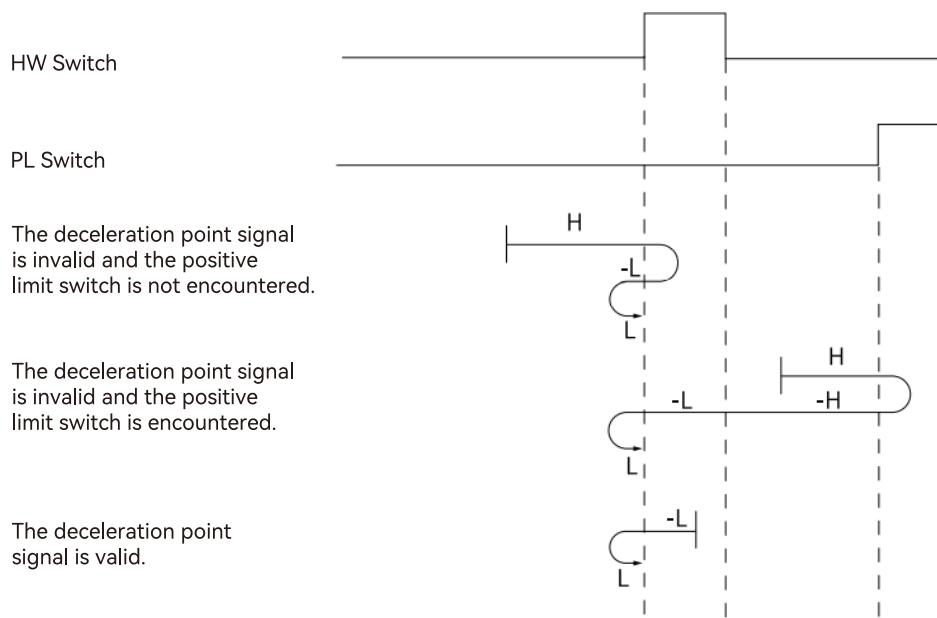 HW Switch
PL Switch
The deceleration point signal
is invalid and the positive
limit switch is not encountered.
H
-L
L
The deceleration point signal
is invalid and the positive
limit switch is encountered.
H
-L
-H
L
The deceleration point
signal is valid.
-L
L